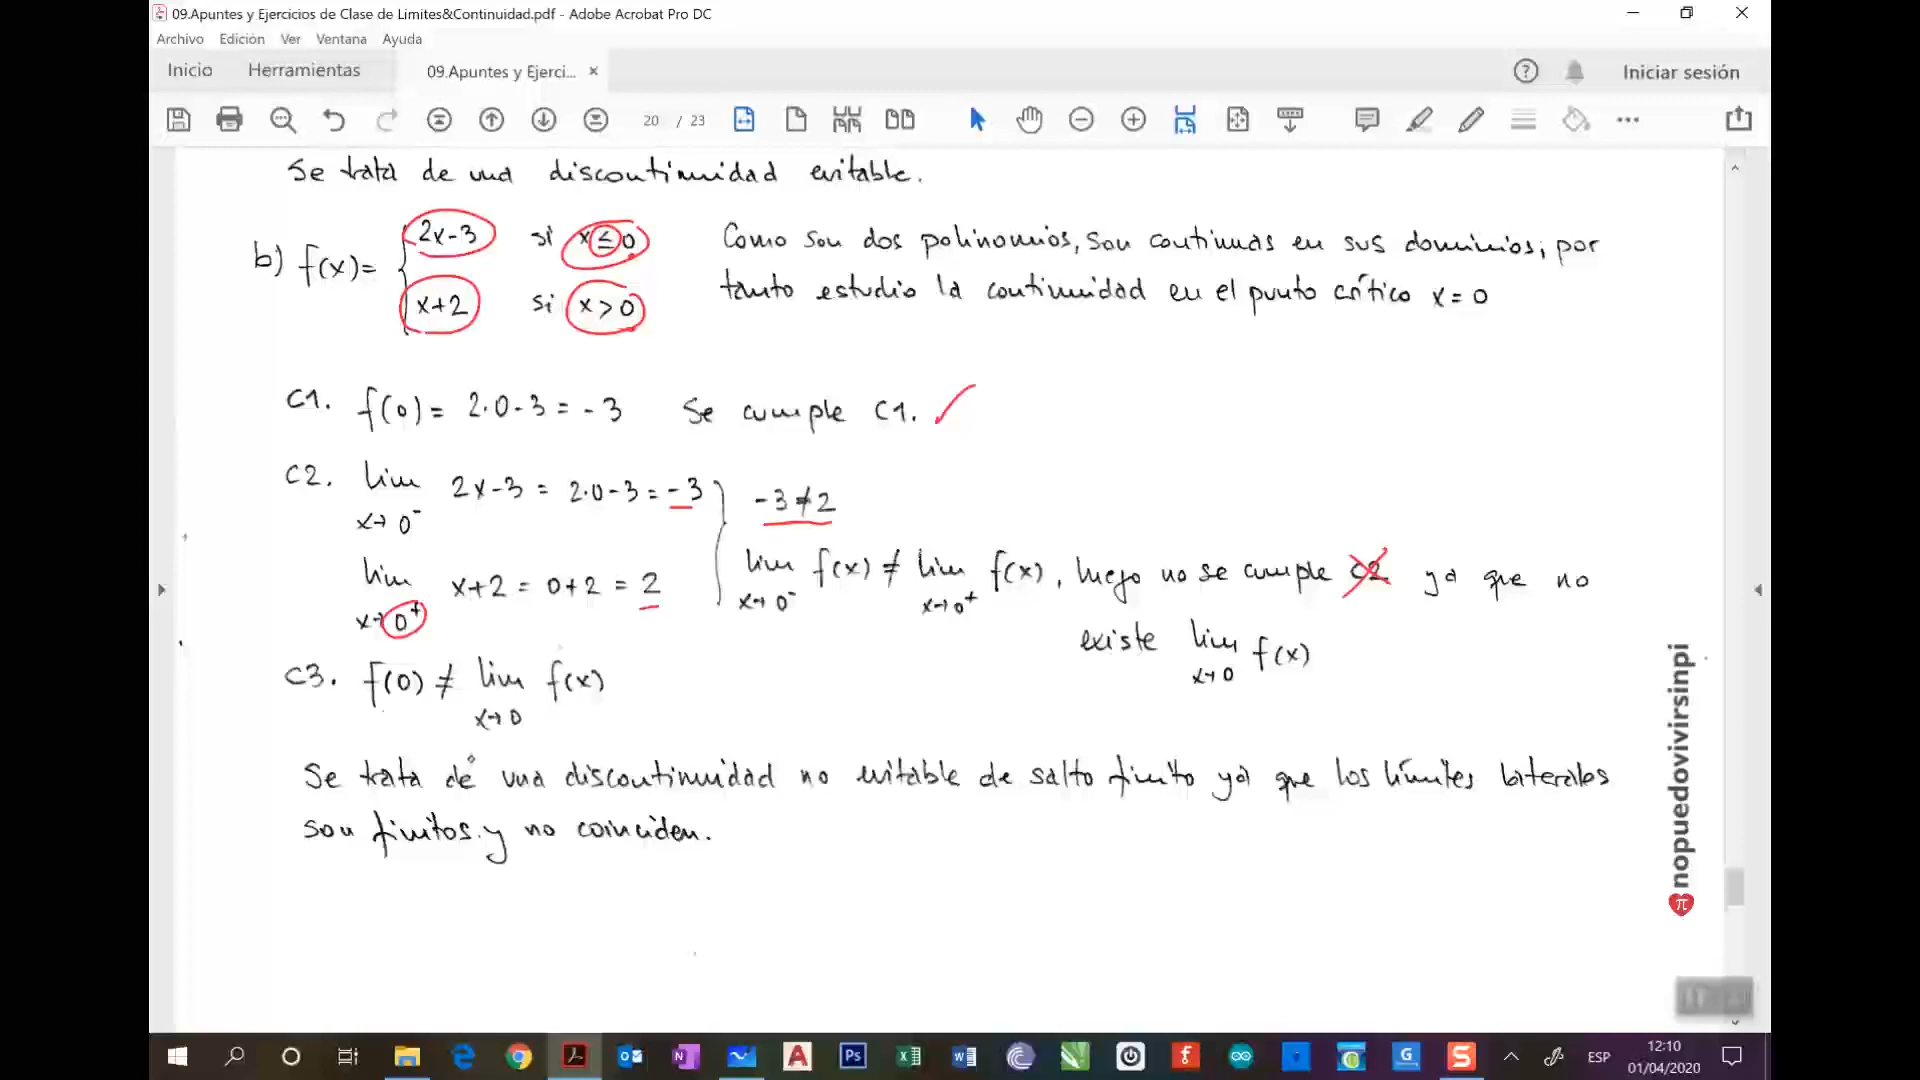 09.Apuntes y Ejercicios de Clase de Limites&Continuidad.pdf - Adobe Acrobat Pro DC
Archivo Edición Ver Ventana Ayuda
Inicio Herramientas 09.Apuntes y Ejerci... × Iniciar sesión
20 / 23
Se trata de una discontinuidad evitable.
b) f(x)= { 2x-3 si x ≤ 0
x+2 si x > 0
Como son dos polinomios, son continuas en sus dominios, por
tanto estudio la continuidad en el punto crítico x = 0
C1. f(0) = 2·0-3 = -3 Se cumple C1. ✓
C2. lim x→0⁻ 2x-3 = 2·0-3 = -3
lim x→0⁺ x+2 = 0+2 = 2
-3 ≠ 2
lim x→0⁻ f(x) ≠ lim x→0⁺ f(x), luego no se cumple C2 ya que no
existe lim x→0 f(x)
C3. f(0) ≠ lim x→0 f(x)
Se trata de una discontinuidad no evitable de salto finito ya que los límites laterales
son finitos y no coinciden.
nopuedovivirsinpi
π
ESP
12:10
01/04/2020